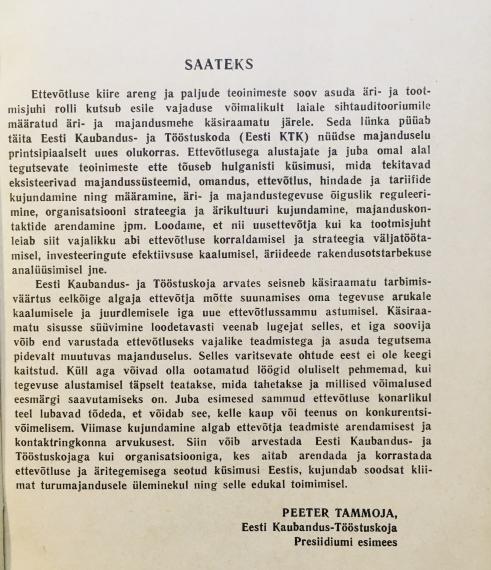 SAATEKS
Ettevõtluse kiire areng ja paljude teoinimeste soov asuda äri- ja toot-
misjuhi rolli kutsub esile vajaduse võimalikult laiale sihtauditooriumile
määratud äri- ja majandusmehe käsiraamatu järele. Seda lünka püüab
täita Eesti Kaubandus- ja Tööstuskoda (Eesti KTK) nüüdse majanduselu
printsipiaalselt uues olukorras. Ettevõtlusega alustajate ja juba omal alal
tegutsevate teoinimeste ette tõuseb hulganisti küsimusi, mida tekitavad
eksisteerivad majandussüsteemid, omandus, ettevõtlus, hindade ja tariifide
kujundamine ning määramine, äri- ja majandustegevuse õiguslik reguleeri-
mine, organisatsiooni strateegia ja ärikultuuri kujundamine, majanduskon-
taktide arendamine jpm. Loodame, et nii uusettevõtja kui ka tootmisjuht
leiab siit vajalikku abi ettevõtluse korraldamisel ja strateegia väljatööta-
misel, investeeringute efektiivsuse kaalumisel, äriideede rakendusotstarbekuse
analüüsimisel jne.
Eesti Kaubandus- ja Tööstuskoja arvates seisneb käsiraamatu tarbimis-
väärtus eelkõige algaja ettevõtja mõtte suunamises oma tegevuse arukale
kaalumisele ja juurdlemisele iga uue ettevõtlussammu astumisel. Käsiraa-
matu sisusse süüvimine loodetavasti veenab lugejat selles, et iga soovija
võib end varustada ettevõtluseks vajalike teadmistega ja asuda tegutsema
pidevalt muutuvas majanduselus. Selles varitsevate ohtude eest ei ole keegi
kaitstud. Küll aga võivad olla ootamatud löögid oluliselt pehmemad, kui
tegevuse alustamisel täpselt teatakse, mida tahetakse ja millised võimalused
eesmärgi saavutamiseks on. Juba esimesed sammud ettevõtluse konarlikul
teel lubavad tõdeda, et võidab see, kelle kaup või teenus on konkurentsi-
võimelisem. Viimase kujundamine algab ettevõtja teadmiste arendamisest ja
kontaktringkonna arvukusest. Siin võib arvestada Eesti Kaubandus- ja
Tööstuskojaga kui organisatsiooniga, kes aitab arendada ja korrastada
ettevõtluse ja äritegemisega seotud küsimusi Eestis, kujundab soodsat klii-
mat turumajandusele üleminekul ning selle edukal toimimisel.
PEETER TAMMOJA,
Eesti Kaubandus-Tööstuskoja
Presiidiumi esimees